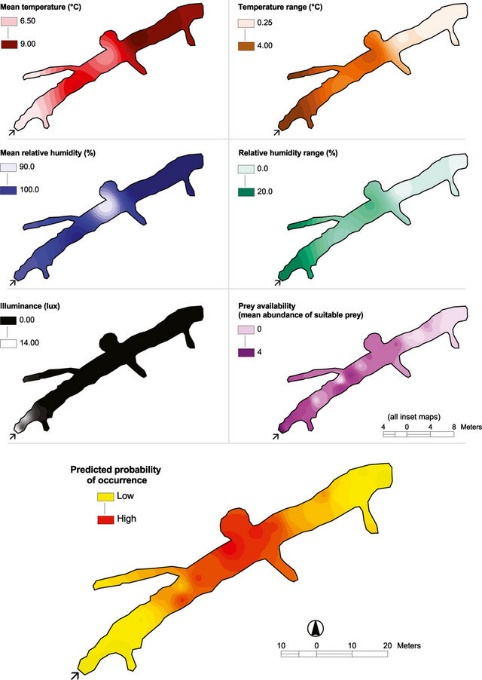 Mean temperature (°C)
6.50
9.00
Temperature range (°C)
0.25
4.00
Mean relative humidity (%)
90.0
100.0
Relative humidity range (%)
0.0
20.0
Illuminance (lux)
0.00
14.00
Prey availability
(mean abundance of suitable prey)
0
4
(all inset maps)
4 0 4 8 Meters
Predicted probability
of occurrence
Low
High
10 0 10 20 Meters